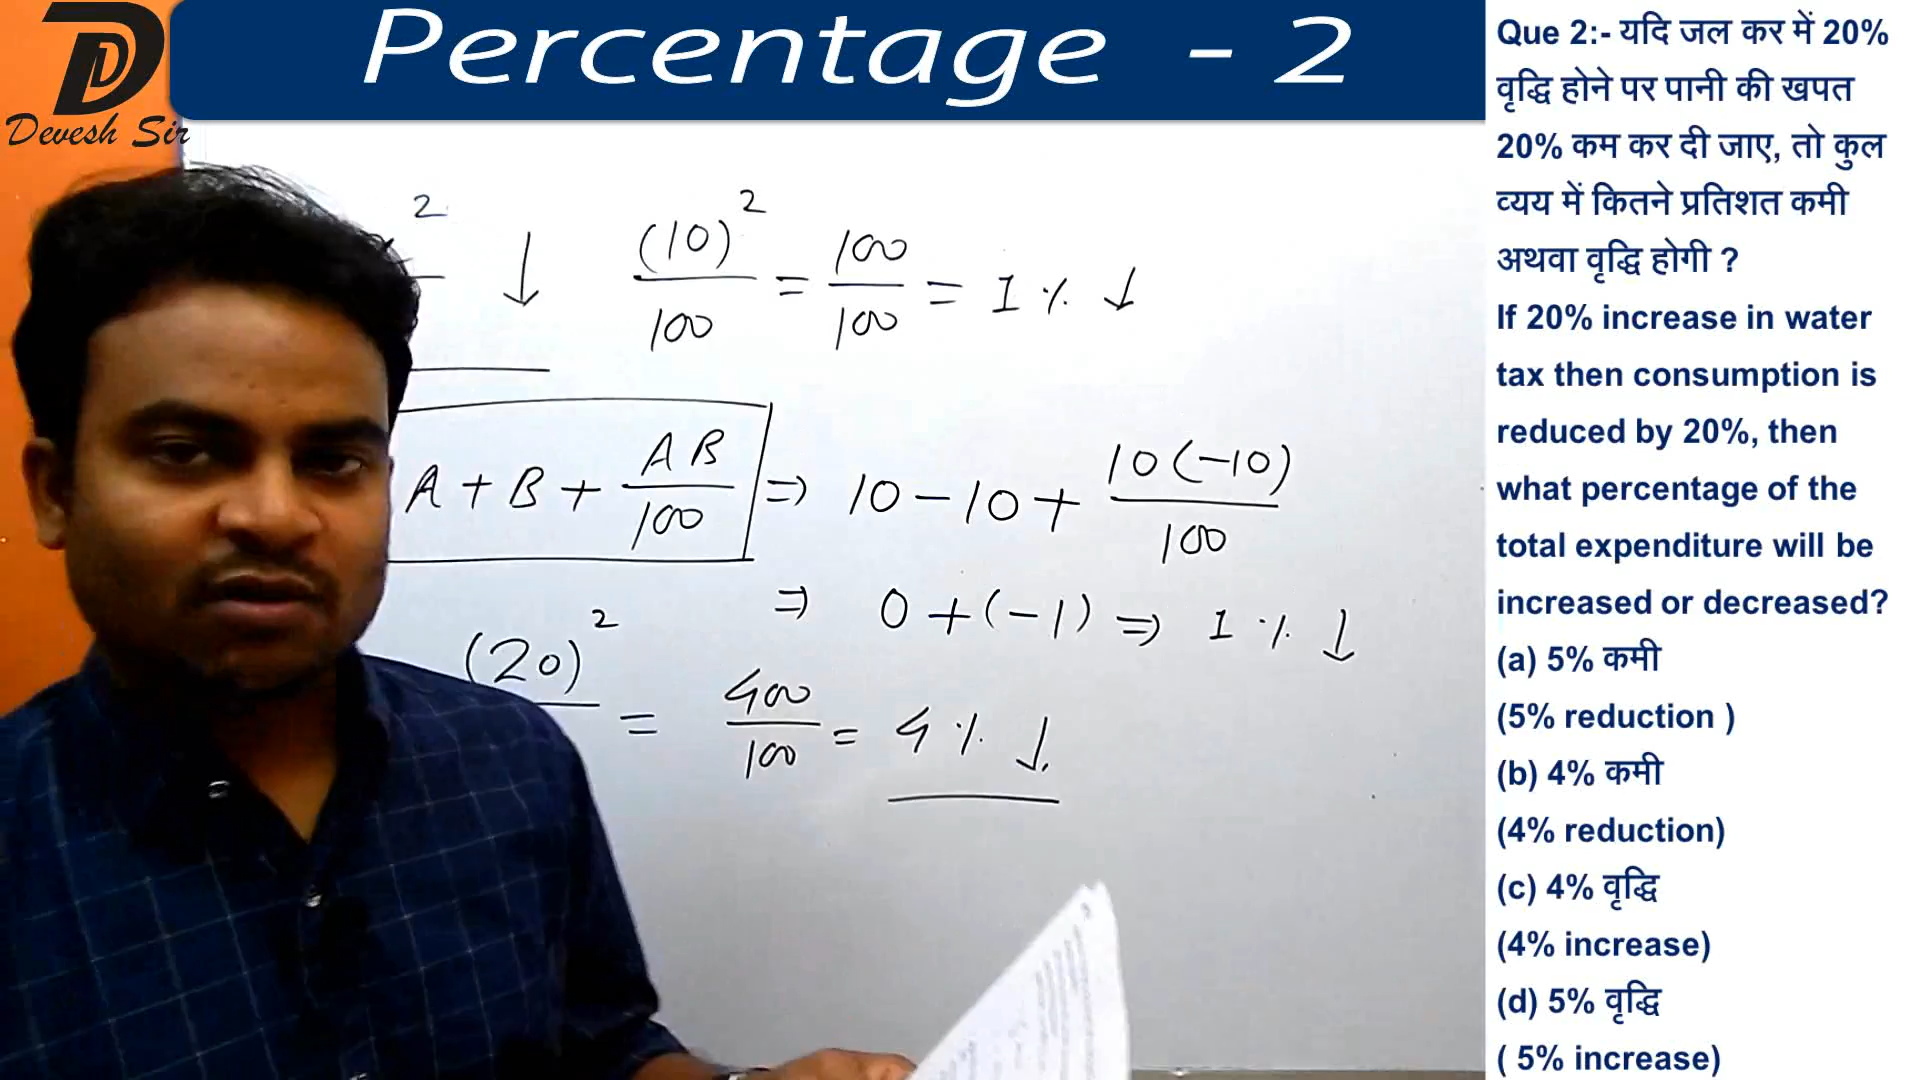 Devesh Sir
Percentage - 2
2
↓ (10)² / 100 = 100 / 100 = 1 % ↓
A + B + AB / 100 ⇒ 10 - 10 + 10(-10) / 100
⇒ 0 + (-1) ⇒ 1 % ↓
(20)² = 400 / 100 = 4 % ↓
Que 2:- यदि जल कर में 20%
वृद्धि होने पर पानी की खपत
20% कम कर दी जाए, तो कुल
व्यय में कितने प्रतिशत कमी
अथवा वृद्धि होगी ?
If 20% increase in water
tax then consumption is
reduced by 20%, then
what percentage of the
total expenditure will be
increased or decreased?
(a) 5% कमी
(5% reduction )
(b) 4% कमी
(4% reduction)
(c) 4% वृद्धि
(4% increase)
(d) 5% वृद्धि
( 5% increase)